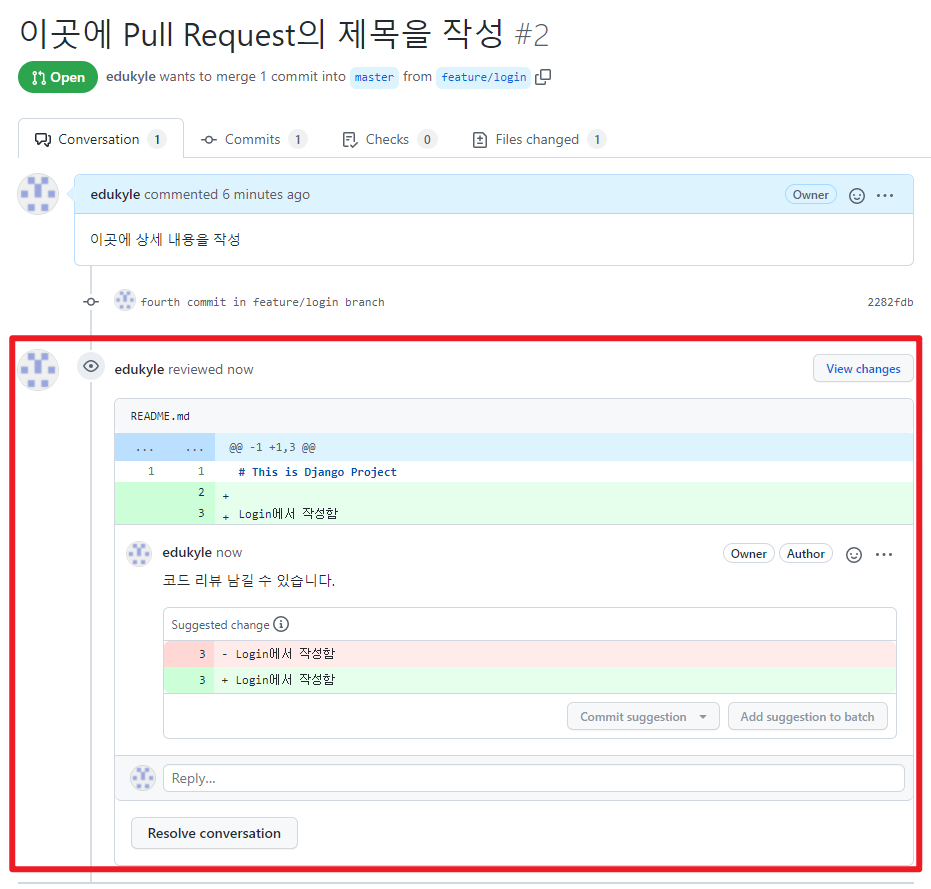 이곳에 Pull Request의 제목을 작성 #2
Open edukyle wants to merge 1 commit into master from feature/login
Conversation 1 Commits 1 Checks 0 Files changed 1
edukyle commented 6 minutes ago Owner ...
이곳에 상세 내용을 작성
fourth commit in feature/login branch 2282fdb
edukyle reviewed now View changes
README.md
... ... @@ -1 +1,3 @@
1 1 # This is Django Project
2 +
3 + Login에서 작성함
edukyle now Owner Author ...
코드 리뷰 남길 수 있습니다.
Suggested change
3 - Login에서 작성함
3 + Login에서 작성함
Commit suggestion Add suggestion to batch
Reply...
Resolve conversation